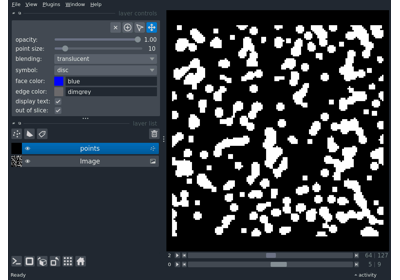 File View Plugins Window Help
layer controls
opacity: 1.00
point size: 10
blending: translucent
symbol: disc
face color: blue
edge color: dimgrey
display text:
out of slice:
layer list
points
Image
2 64 127
0 5 9
Ready activity